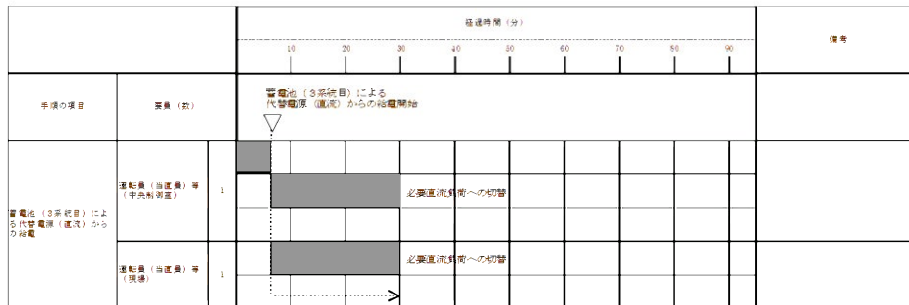 経過時間（分）
備考
10 20 30 40 50 60 70 80 90
手順の項目
要員（数）
蓄電池（3系統目）による
代替電源（直流）からの給電開始
蓄電池（3系統目）によ
る代替電源（直流）から
の給電
運転員（当直員）等
（中央制御室）
1
必要直流負荷への切替
運転員（当直員）等
（現場）
1
必要直流負荷への切替